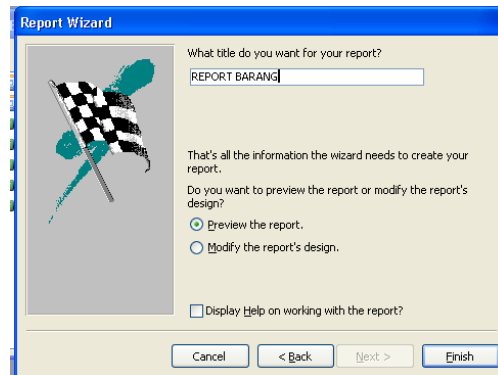 Report Wizard
What title do you want for your report?
REPORT BARANG
That's all the information the wizard needs to create your
report.
Do you want to preview the report or modify the report's
design?
Preview the report.
Modify the report's design.
Display Help on working with the report?
Cancel
< Back
Next >
Finish